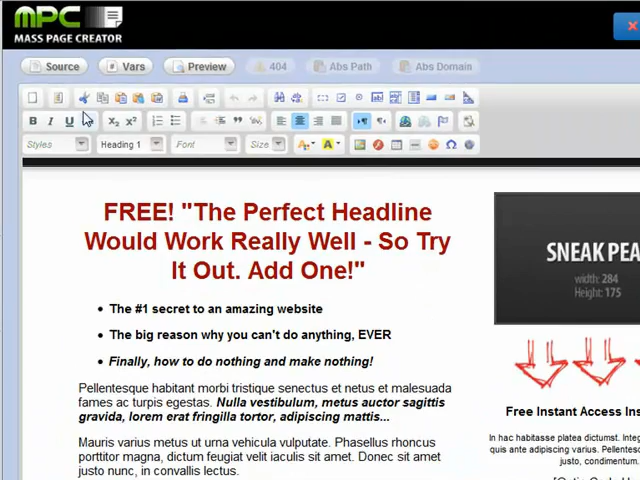 MPC
MASS PAGE CREATOR
Source
Vars
Preview
404
Abs Path
Abs Domain
B I U
X₂ X²
Styles
Heading 1
Font
Size
FREE! "The Perfect Headline
Would Work Really Well - So Try
It Out. Add One!"
• The #1 secret to an amazing website
• The big reason why you can't do anything, EVER
• Finally, how to do nothing and make nothing!
Pellentesque habitant morbi tristique senectus et netus et malesuada
fames ac turpis egestas. Nulla vestibulum, metus auctor sagittis
gravida, lorem erat fringilla tortor, adipiscing mattis...
Mauris varius metus ut urna vehicula vulputate. Phasellus rhoncus
porttitor magna, dictum feugiat velit iaculis sit amet. Donec sit amet
justo nunc, in convallis lectus.
SNEAK PEA
width: 284
Height: 175
Free Instant Access Ins
In hac habitasse platea dictumst. Integ
quis ante adipiscing varius. Pellentes
justo, condimentum.